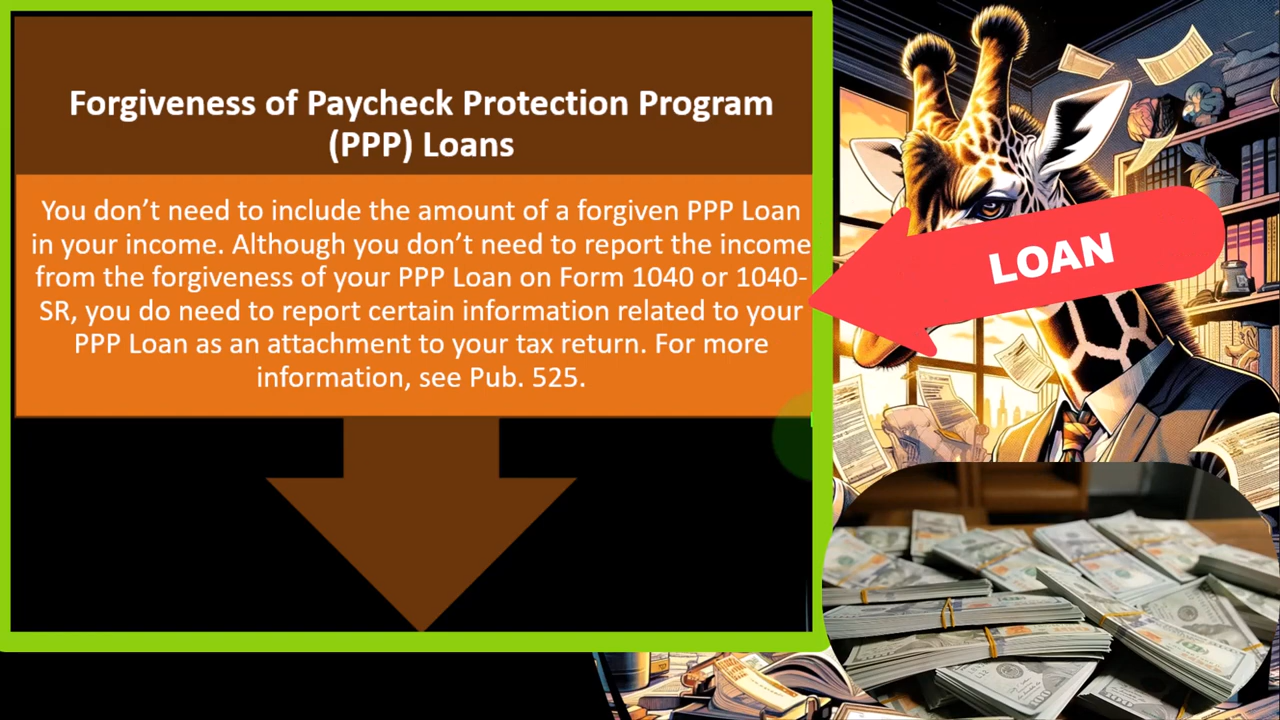 Forgiveness of Paycheck Protection Program
(PPP) Loans
You don’t need to include the amount of a forgiven PPP Loan
in your income. Although you don’t need to report the income
from the forgiveness of your PPP Loan on Form 1040 or 1040-
SR, you do need to report certain information related to your
PPP Loan as an attachment to your tax return. For more
information, see Pub. 525.
LOAN